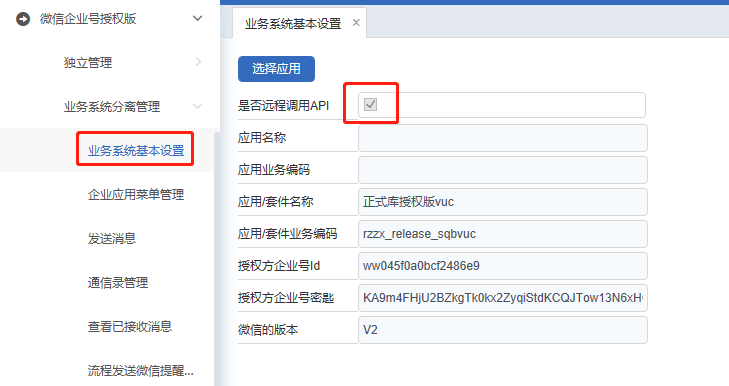 微信企业号授权版
独立管理
业务系统分离管理
业务系统基本设置
企业应用菜单管理
发送消息
通信录管理
查看已接收消息
流程发送微信提醒...
业务系统基本设置 ×
选择应用
是否远程调用API
应用名称
应用业务编码
应用/套件名称 正式库授权版vuc
应用/套件业务编码 rzzx_release_sqbvuc
授权方企业号Id ww045f0a0bcf2486e9
授权方企业号密匙 KA9m4FHjU2BZkgTk0kx2ZyqiStdKCQJTow13N6xH
微信的版本 V2